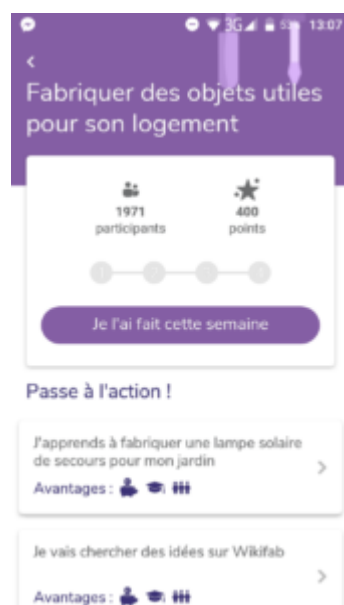 3G 53% 13:07
Fabriquer des objets utiles
pour son logement
1971 400
participants points
Je l'ai fait cette semaine
Passe à l'action !
J'apprends à fabriquer une lampe solaire
de secours pour mon jardin
Avantages :
Je vais chercher des idées sur Wikifab
Avantages :